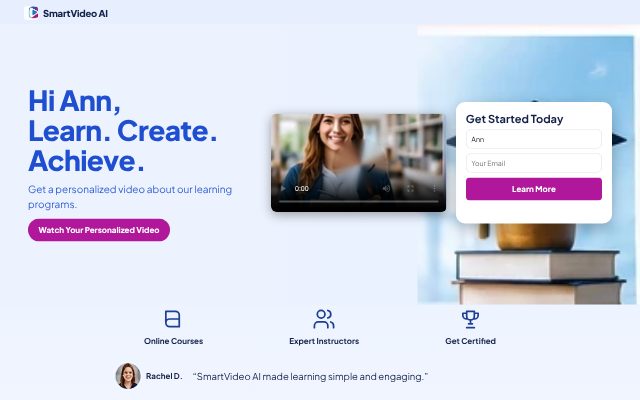 SmartVideo AI
Hi Ann,
Learn. Create.
Achieve.
Get a personalized video about our learning
programs.
Watch Your Personalized Video
0:00
Get Started Today
Ann
Your Email
Learn More
Online Courses
Expert Instructors
Get Certified
Rachel D.
“SmartVideo AI made learning simple and engaging.”